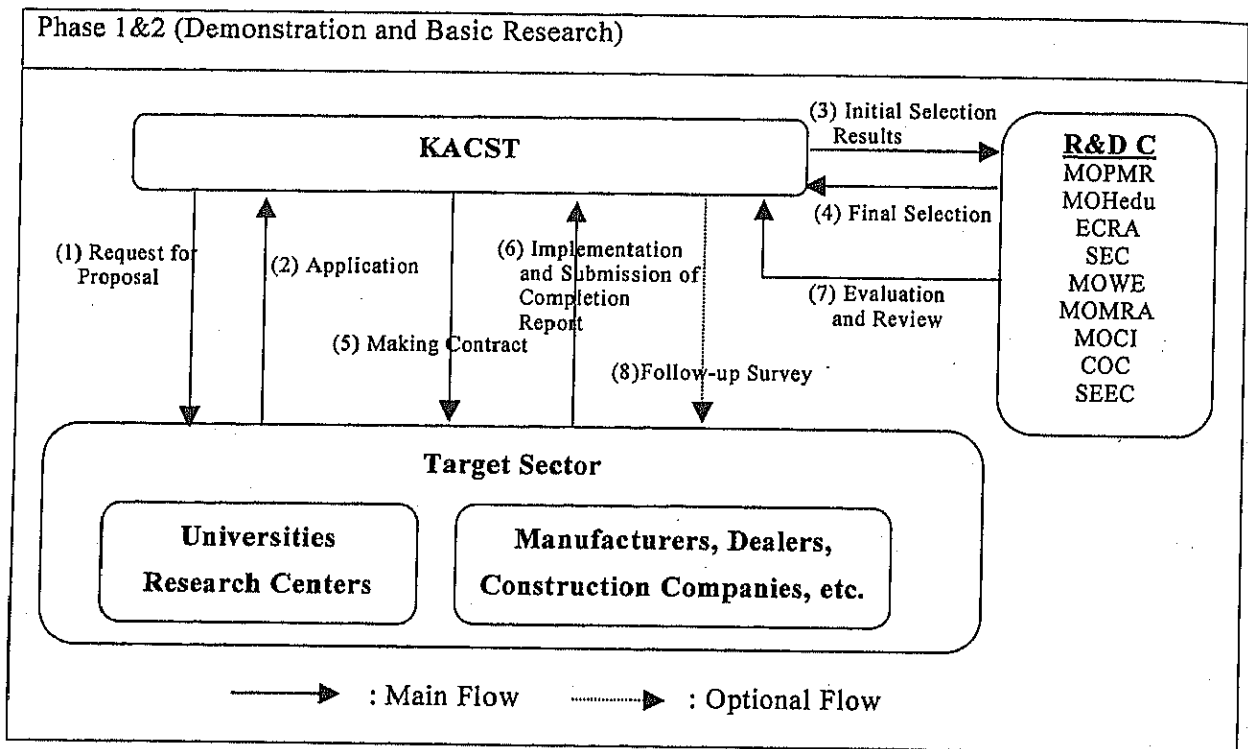 Phase 1&2 (Demonstration and Basic Research)
KACST
(3) Initial Selection
Results
(4) Final Selection
R&D C
MOPMR
MOHedu
ECRA
SEC
MOWE
MOMRA
MOCI
COC
SEEC
(1) Request for
Proposal
(2) Application
(5) Making Contract
(6) Implementation
and Submission of
Completion
Report
(7) Evaluation
and Review
(8)Follow-up Survey
Target Sector
Universities
Research Centers
Manufacturers, Dealers,
Construction Companies, etc.
: Main Flow
: Optional Flow